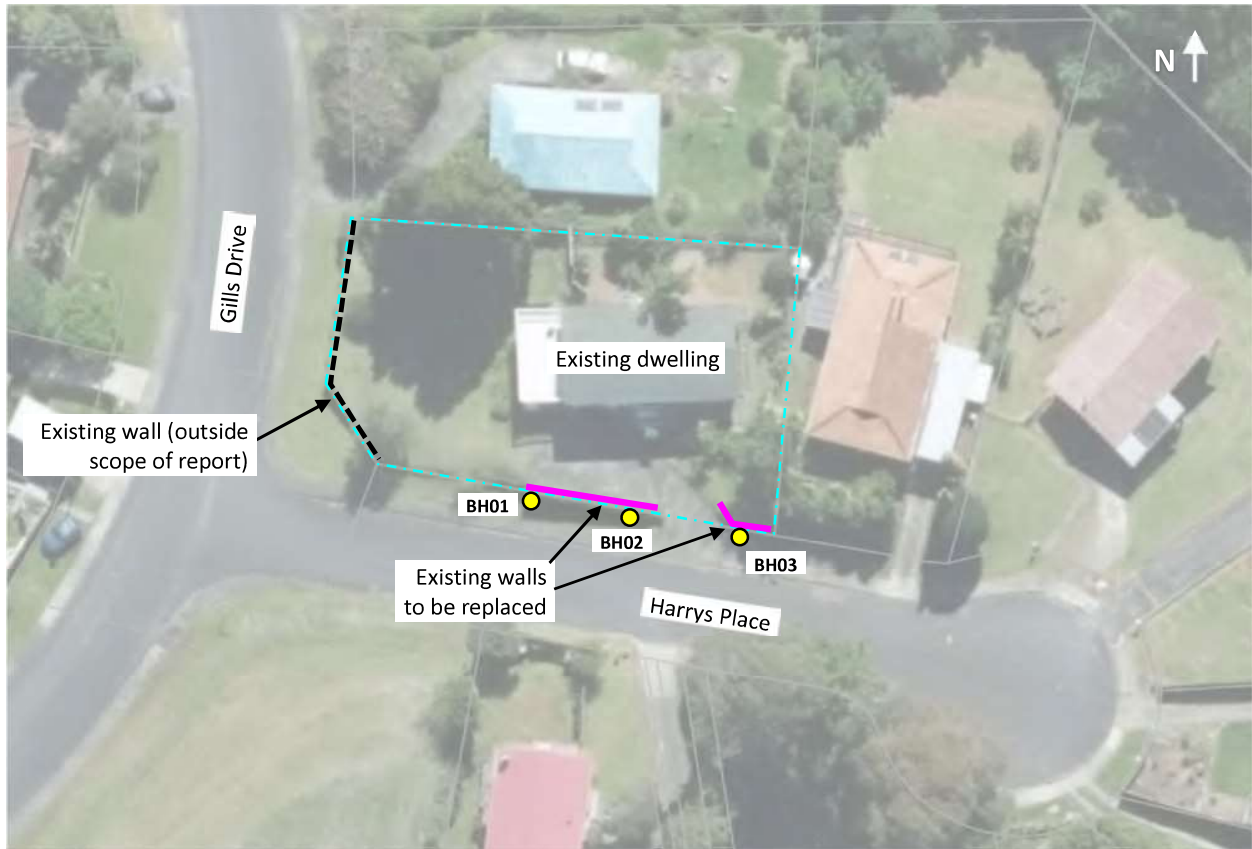 N
Gills Drive
Existing dwelling
Existing wall (outside
scope of report)
BH01
BH02
BH03
Existing walls
to be replaced
Harrys Place